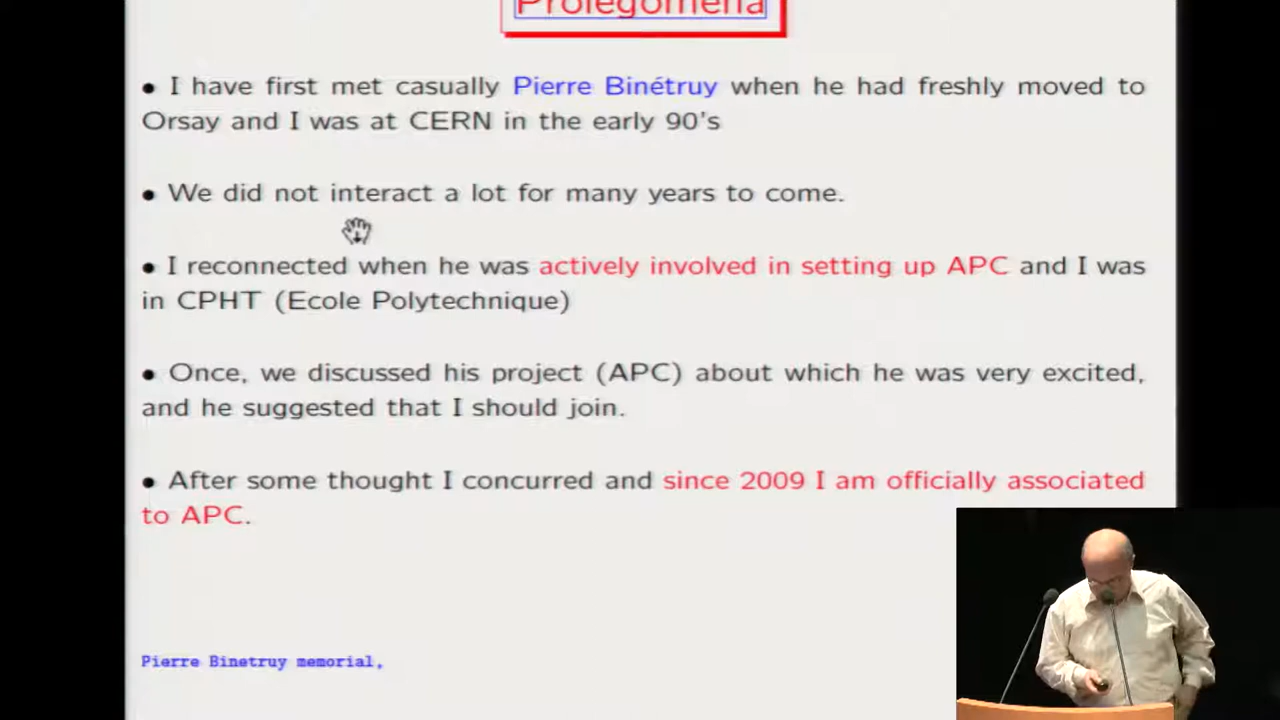 Prolegomena
• I have first met casually Pierre Binétruy when he had freshly moved to
Orsay and I was at CERN in the early 90's
• We did not interact a lot for many years to come.
• I reconnected when he was actively involved in setting up APC and I was
in CPHT (Ecole Polytechnique)
• Once, we discussed his project (APC) about which he was very excited,
and he suggested that I should join.
• After some thought I concurred and since 2009 I am officially associated
to APC.
Pierre Binetruy memorial,